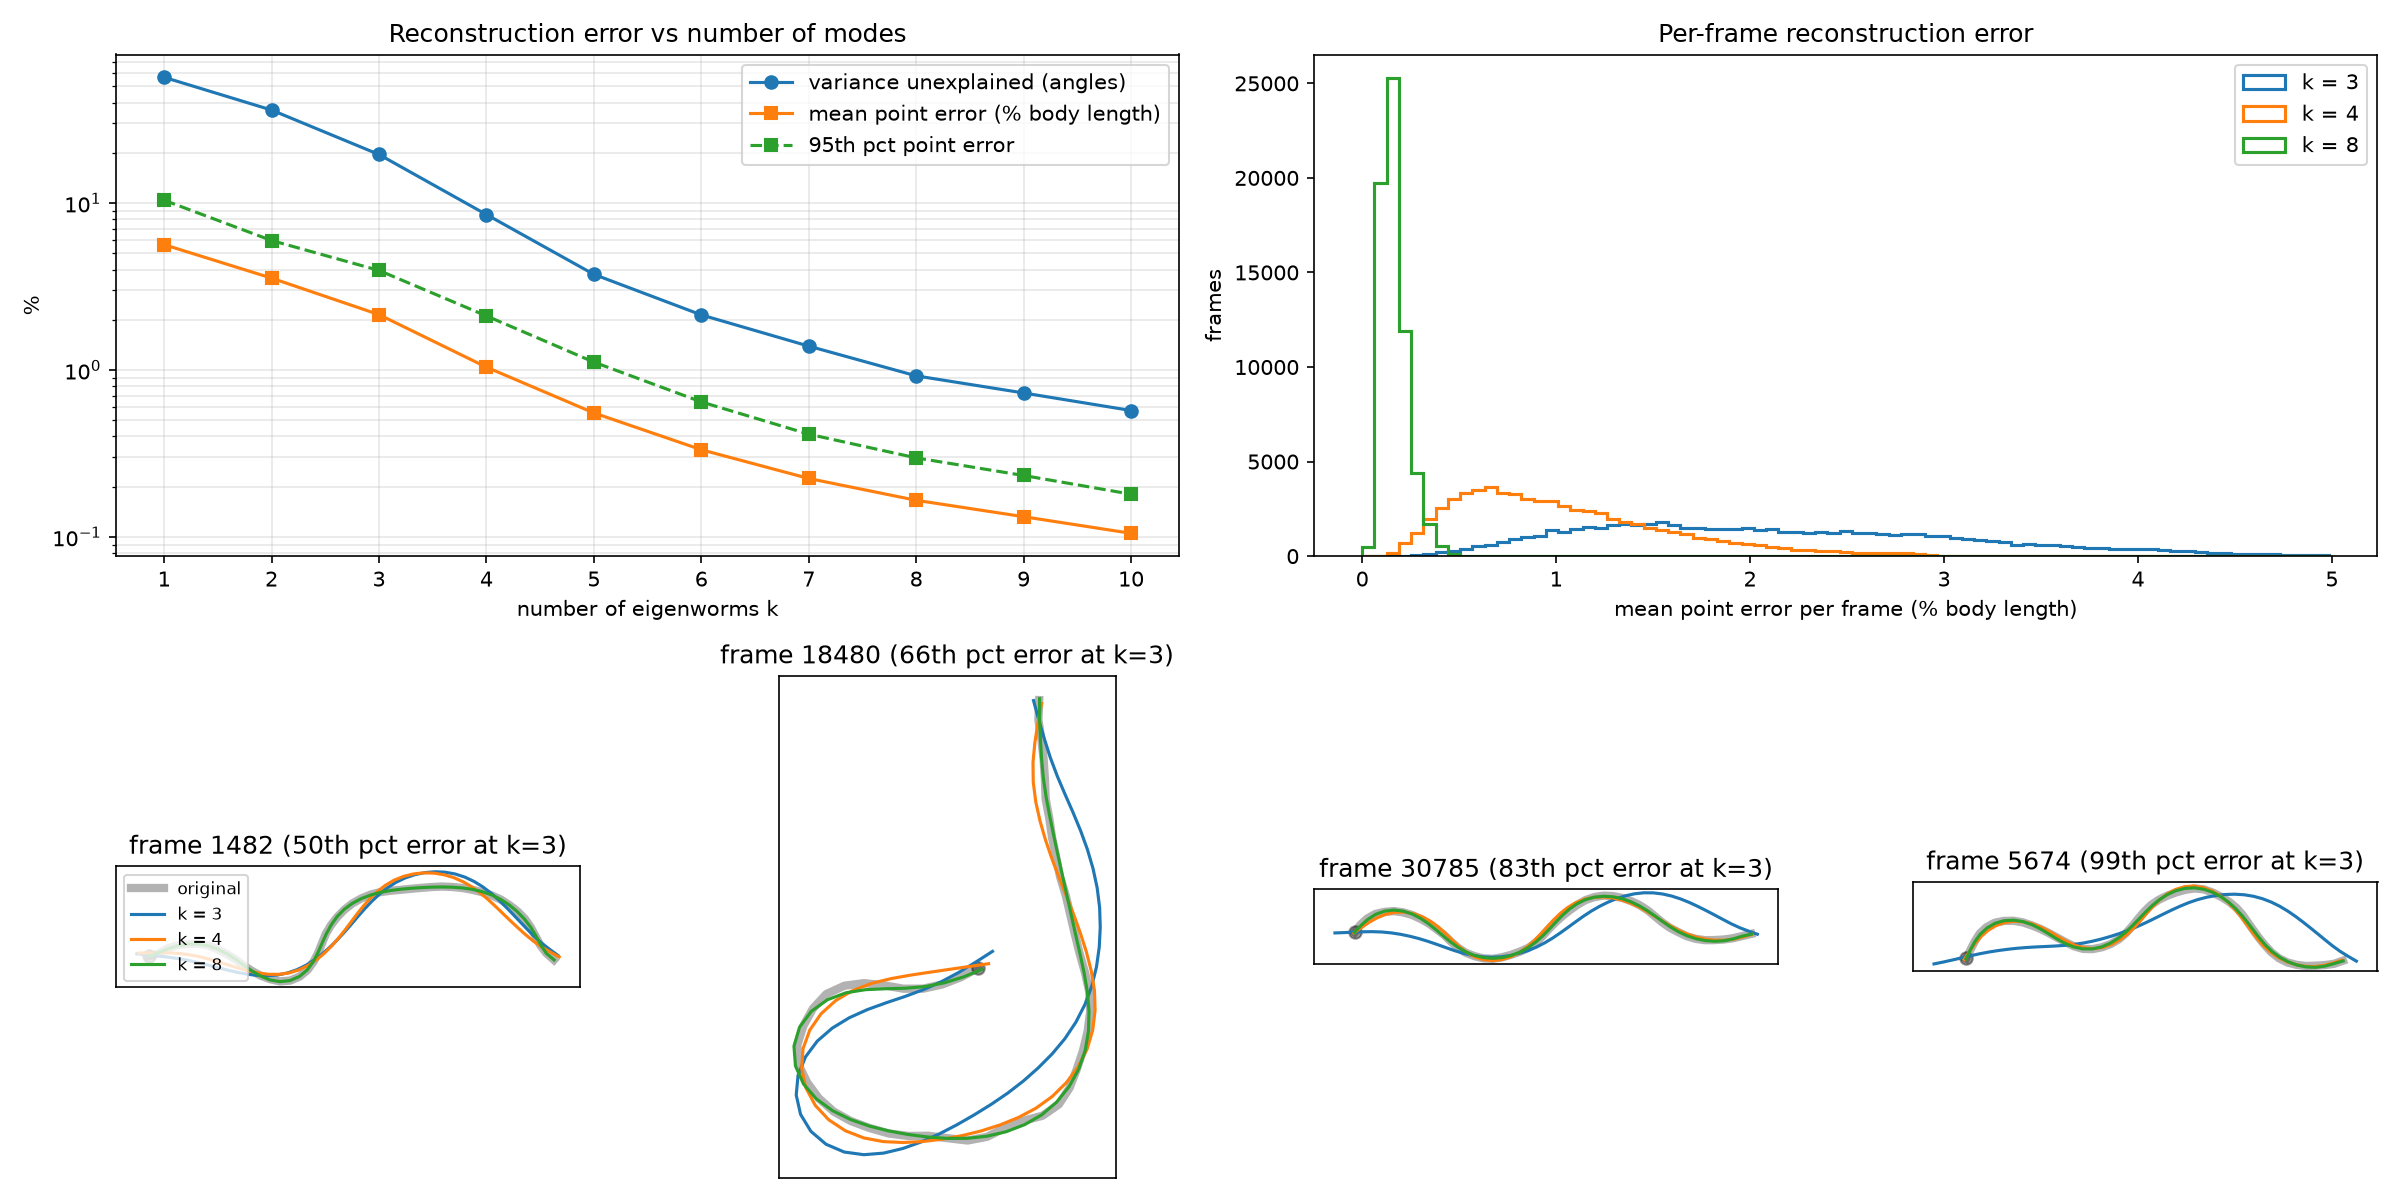 Reconstruction error vs number of modes
variance unexplained (angles)
mean point error (% body length)
95th pct point error
%
10¹
10⁰
10⁻¹
1 2 3 4 5 6 7 8 9 10
number of eigenworms k
Per-frame reconstruction error
k = 3
k = 4
k = 8
frames
25000
20000
15000
10000
5000
0
0 1 2 3 4 5
mean point error per frame (% body length)
frame 1482 (50th pct error at k=3)
original
k = 3
k = 4
k = 8
frame 18480 (66th pct error at k=3)
frame 30785 (83th pct error at k=3)
frame 5674 (99th pct error at k=3)